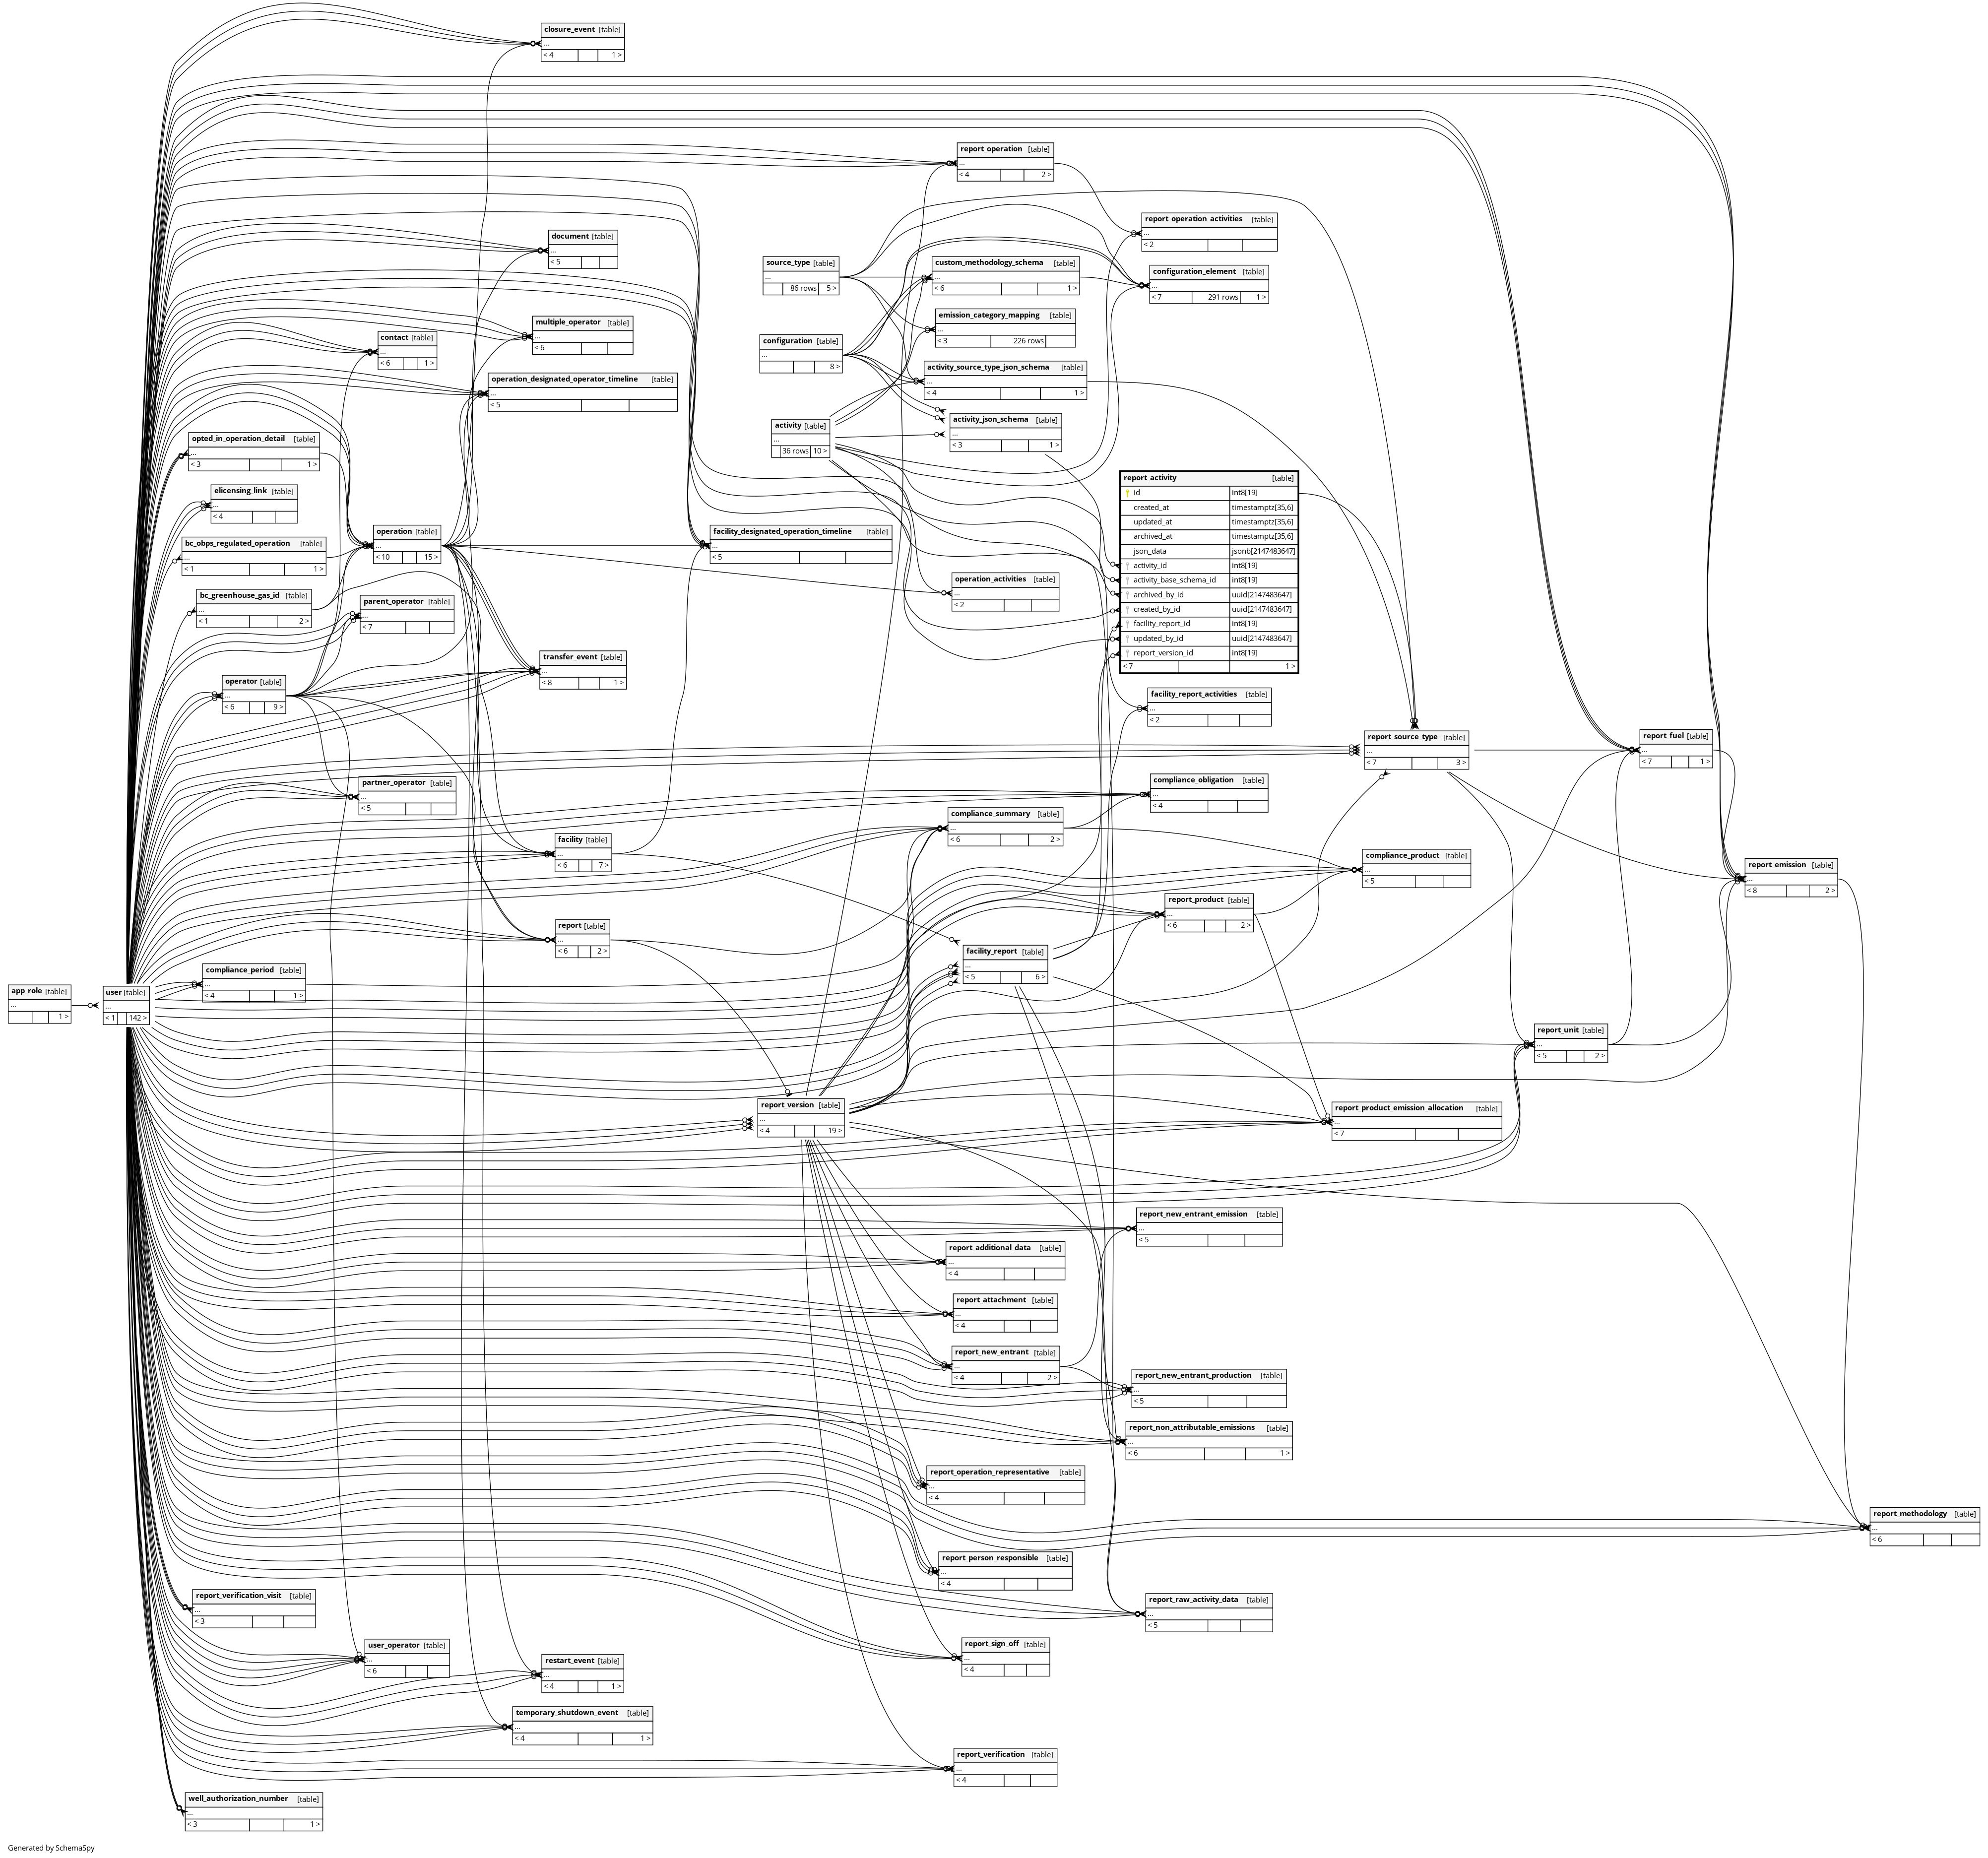 closure_event [table]
...
< 4 1 >
report_operation [table]
...
< 4 2 >
report_operation_activities [table]
...
< 2
document [table]
...
< 5
source_type [table]
...
86 rows 5 >
custom_methodology_schema [table]
...
< 6 1 >
configuration_element [table]
...
< 7 291 rows 1 >
multiple_operator [table]
...
< 6
emission_category_mapping [table]
...
< 3 226 rows
contact [table]
...
< 6 1 >
configuration [table]
...
8 >
activity_source_type_json_schema [table]
...
< 4 1 >
operation_designated_operator_timeline [table]
...
< 5
activity [table]
...
36 rows 10 >
activity_json_schema [table]
...
< 3 1 >
opted_in_operation_detail [table]
...
< 3 1 >
report_activity [table]
id int8[19]
created_at timestamptz[35,6]
updated_at timestamptz[35,6]
archived_at timestamptz[35,6]
json_data jsonb[2147483647]
activity_id int8[19]
activity_base_schema_id int8[19]
archived_by_id uuid[2147483647]
created_by_id uuid[2147483647]
facility_report_id int8[19]
updated_by_id uuid[2147483647]
report_version_id int8[19]
< 7 1 >
elicensing_link [table]
...
< 4
operation [table]
...
< 10 15 >
facility_designated_operation_timeline [table]
...
< 5
bc_obps_regulated_operation [table]
...
< 1 1 >
operation_activities [table]
...
< 2
bc_greenhouse_gas_id [table]
...
< 1 2 >
parent_operator [table]
...
< 7
transfer_event [table]
...
< 8 1 >
operator [table]
...
< 6 9 >
facility_report_activities [table]
...
< 2
report_source_type [table]
...
< 7 3 >
report_fuel [table]
...
< 7 1 >
partner_operator [table]
...
< 5
compliance_obligation [table]
...
< 4
compliance_summary [table]
...
< 6 2 >
facility [table]
...
< 6 7 >
compliance_product [table]
...
< 5
report_emission [table]
...
< 8 2 >
report_product [table]
...
< 6 2 >
report [table]
...
< 6 2 >
facility_report [table]
...
< 5 6 >
compliance_period [table]
...
< 4 1 >
app_role [table]
...
1 >
user [table]
...
< 1 142 >
report_unit [table]
...
< 5 2 >
report_version [table]
...
< 4 19 >
report_product_emission_allocation [table]
...
< 7
report_new_entrant_emission [table]
...
< 5
report_additional_data [table]
...
< 4
report_attachment [table]
...
< 4
report_new_entrant [table]
...
< 4 2 >
report_new_entrant_production [table]
...
< 5
report_non_attributable_emissions [table]
...
< 6 1 >
report_operation_representative [table]
...
< 4
report_methodology [table]
...
< 6
report_person_responsible [table]
...
< 4
report_verification_visit [table]
...
< 3
report_raw_activity_data [table]
...
< 5
user_operator [table]
...
< 6
report_sign_off [table]
...
< 4
restart_event [table]
...
< 4 1 >
temporary_shutdown_event [table]
...
< 4 1 >
report_verification [table]
...
< 4
well_authorization_number [table]
...
< 3 1 >
Generated by SchemaSpy